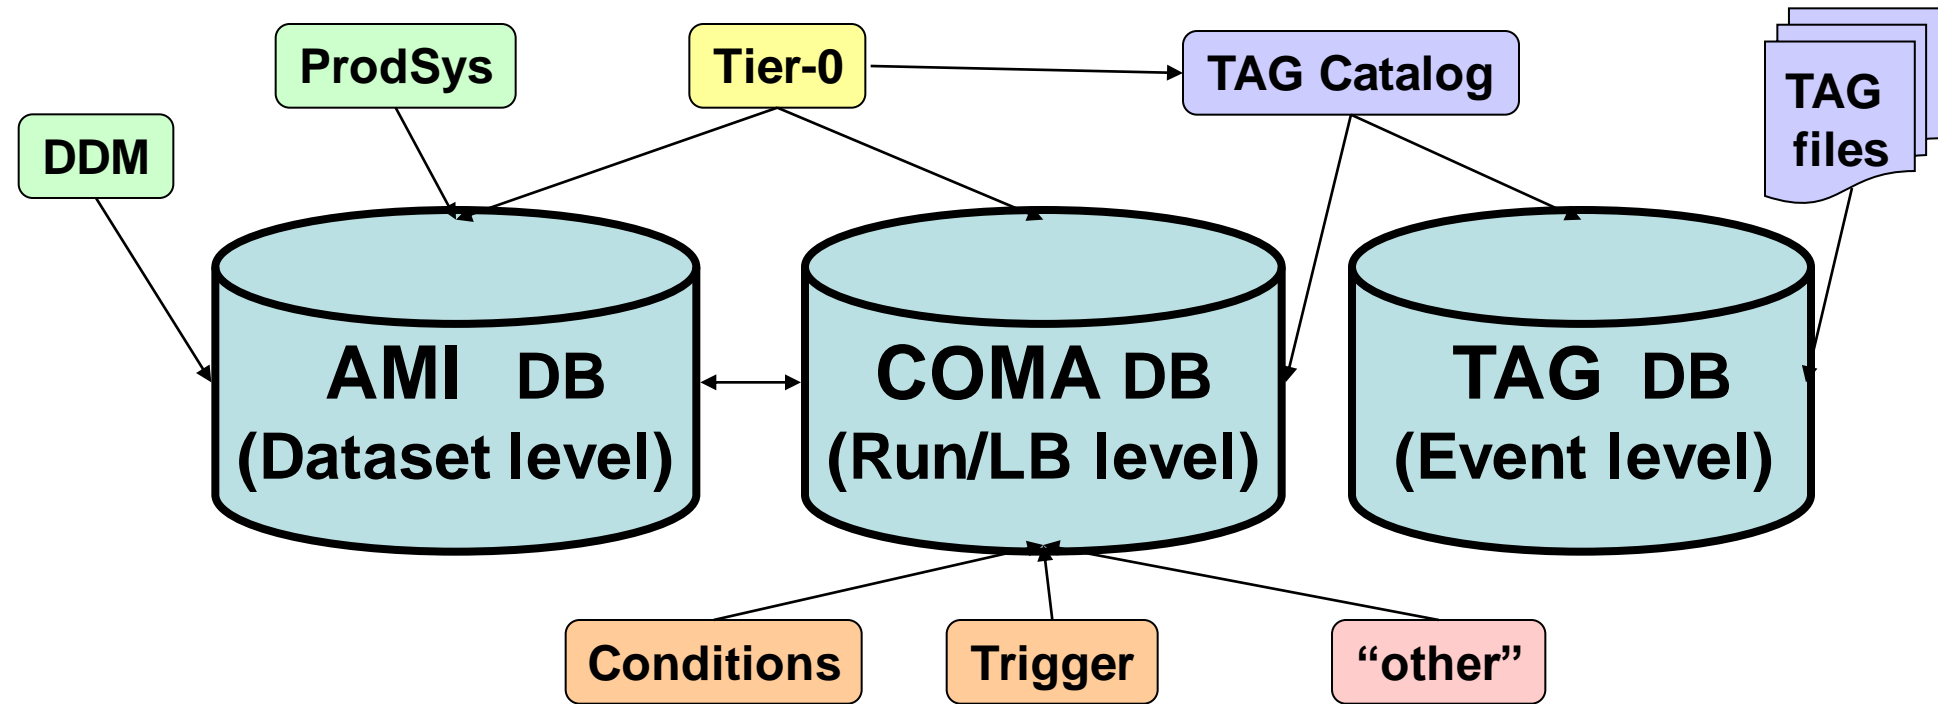 ProdSys
Tier-0
TAG Catalog
TAG
files
DDM
AMI DB
(Dataset level)
COMA DB
(Run/LB level)
TAG DB
(Event level)
Conditions
Trigger
“other”